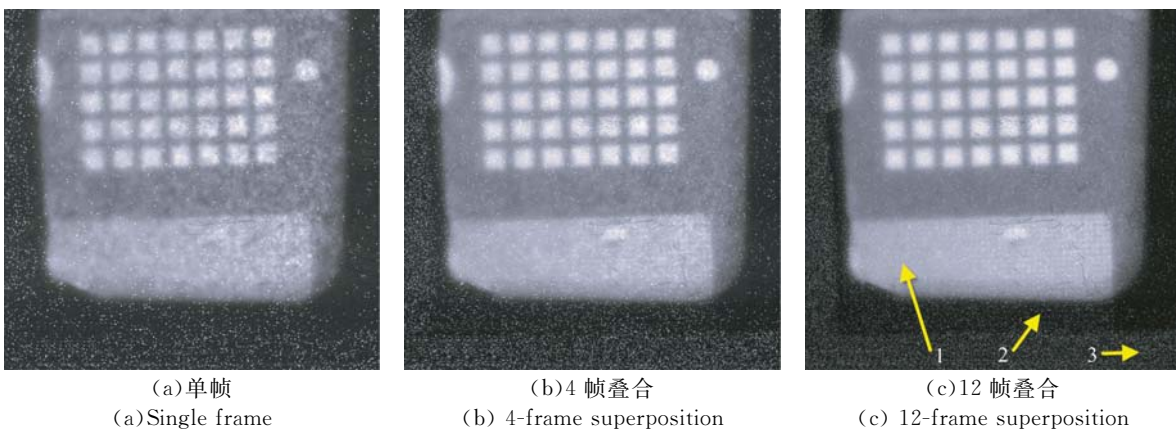 1
2
3
(a)单帧
(b)4 帧叠合
(c)12 帧叠合
(a)Single frame
(b) 4-frame superposition
(c) 12-frame superposition